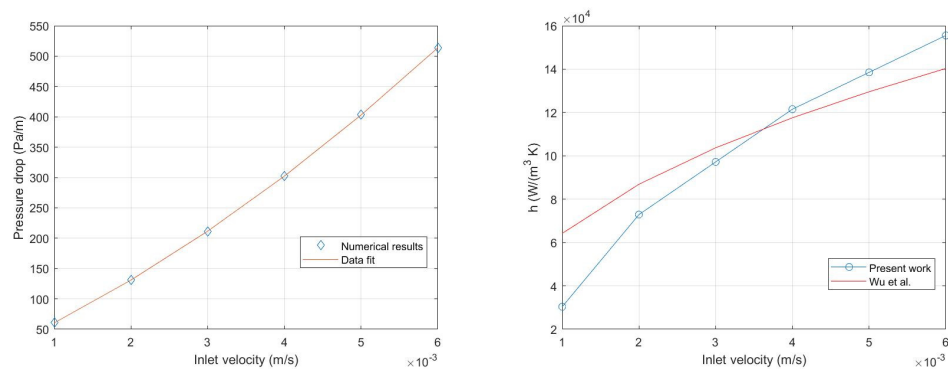 550
500
450
400
350
300
250
200
150
100
50
Pressure drop (Pa/m)
Numerical results
Data fit
1 2 3 4 5 6
Inlet velocity (m/s)
×10⁻³
×10⁴
16
14
12
10
8
6
4
2
h (W/(m³ K)
Present work
Wu et al.
1 2 3 4 5 6
Inlet velocity (m/s)
×10⁻³